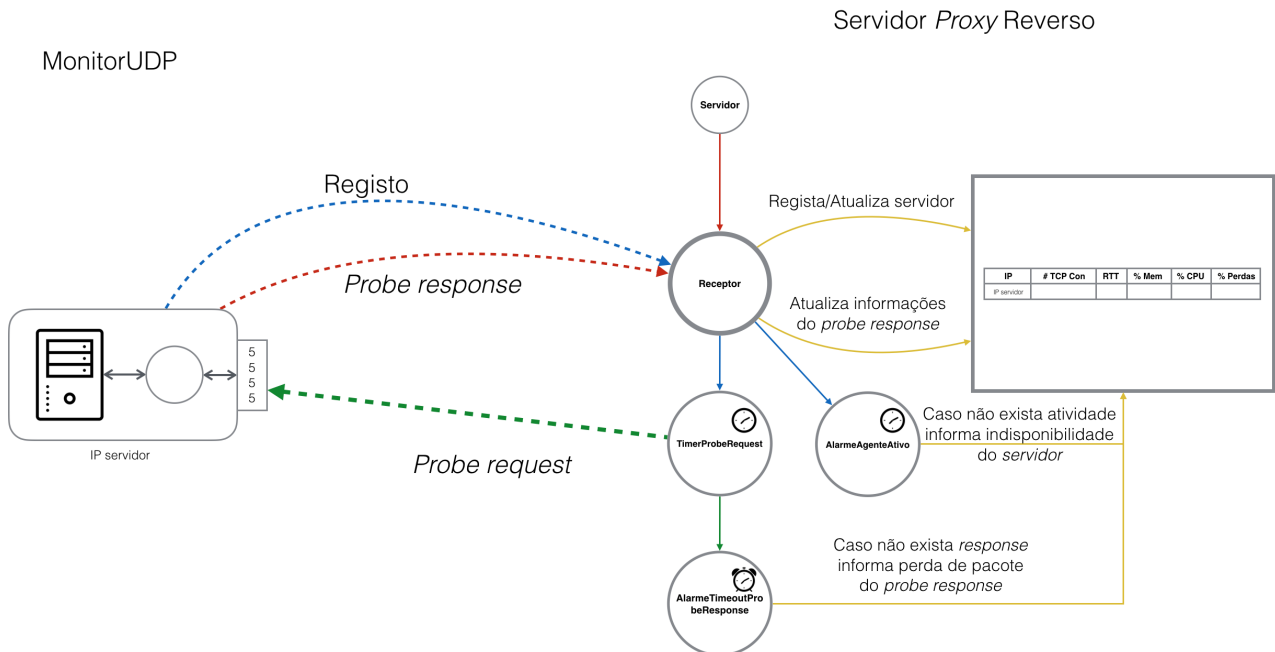 Servidor Proxy Reverso
MonitorUDP
Servidor
Registo
Regista/Atualiza servidor
Probe response
Receptor
IP # TCP Con RTT % Mem % CPU % Perdas
IP servidor
Atualiza informações
do probe response
5
5
5
5
IP servidor
Probe request
TimerProbeRequest
AlarmeAgenteAtivo
Caso não exista atividade
informa indisponibilidade
do servidor
Caso não exista response
informa perda de pacote
do probe response
AlarmeTimeoutPro
beResponse